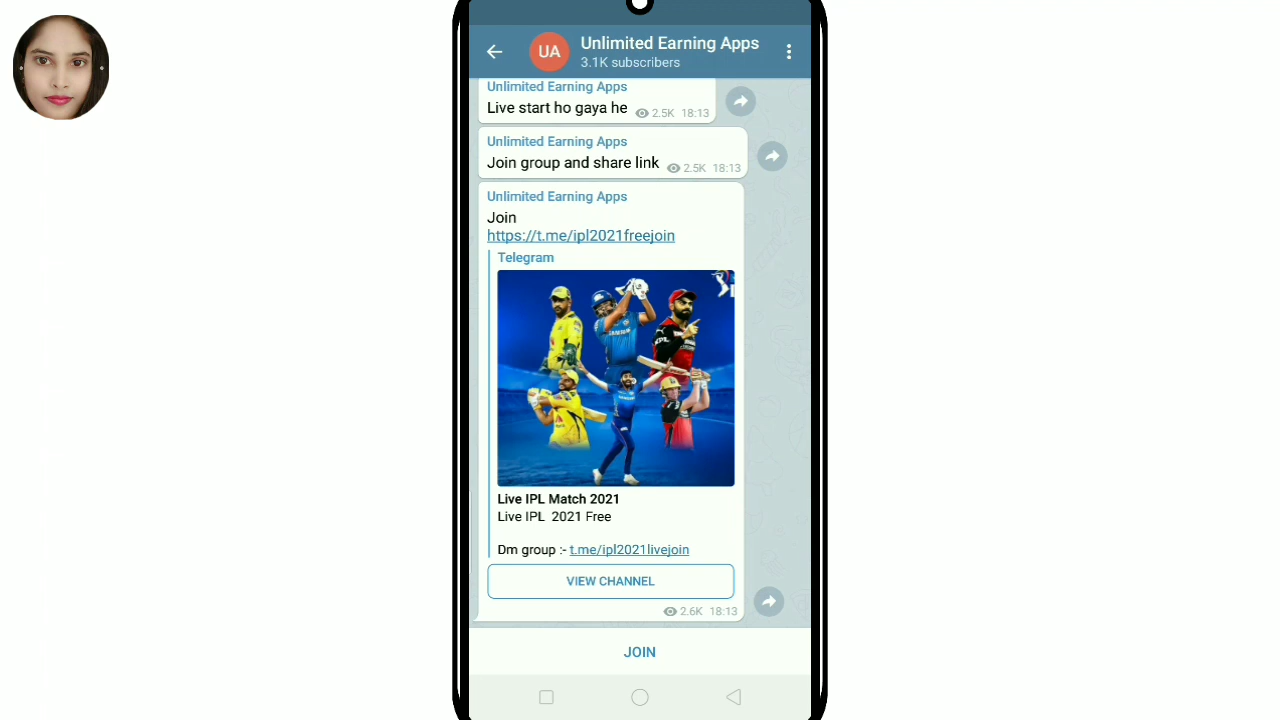 UA
Unlimited Earning Apps
3.1K subscribers
Unlimited Earning Apps
Live start ho gaya he 2.5K 18:13
Unlimited Earning Apps
Join group and share link 2.5K 18:13
Unlimited Earning Apps
Join
https://t.me/ipl2021freejoin
Telegram
Live IPL Match 2021
Live IPL 2021 Free
Dm group :- t.me/ipl2021livejoin
VIEW CHANNEL
2.6K 18:13
JOIN